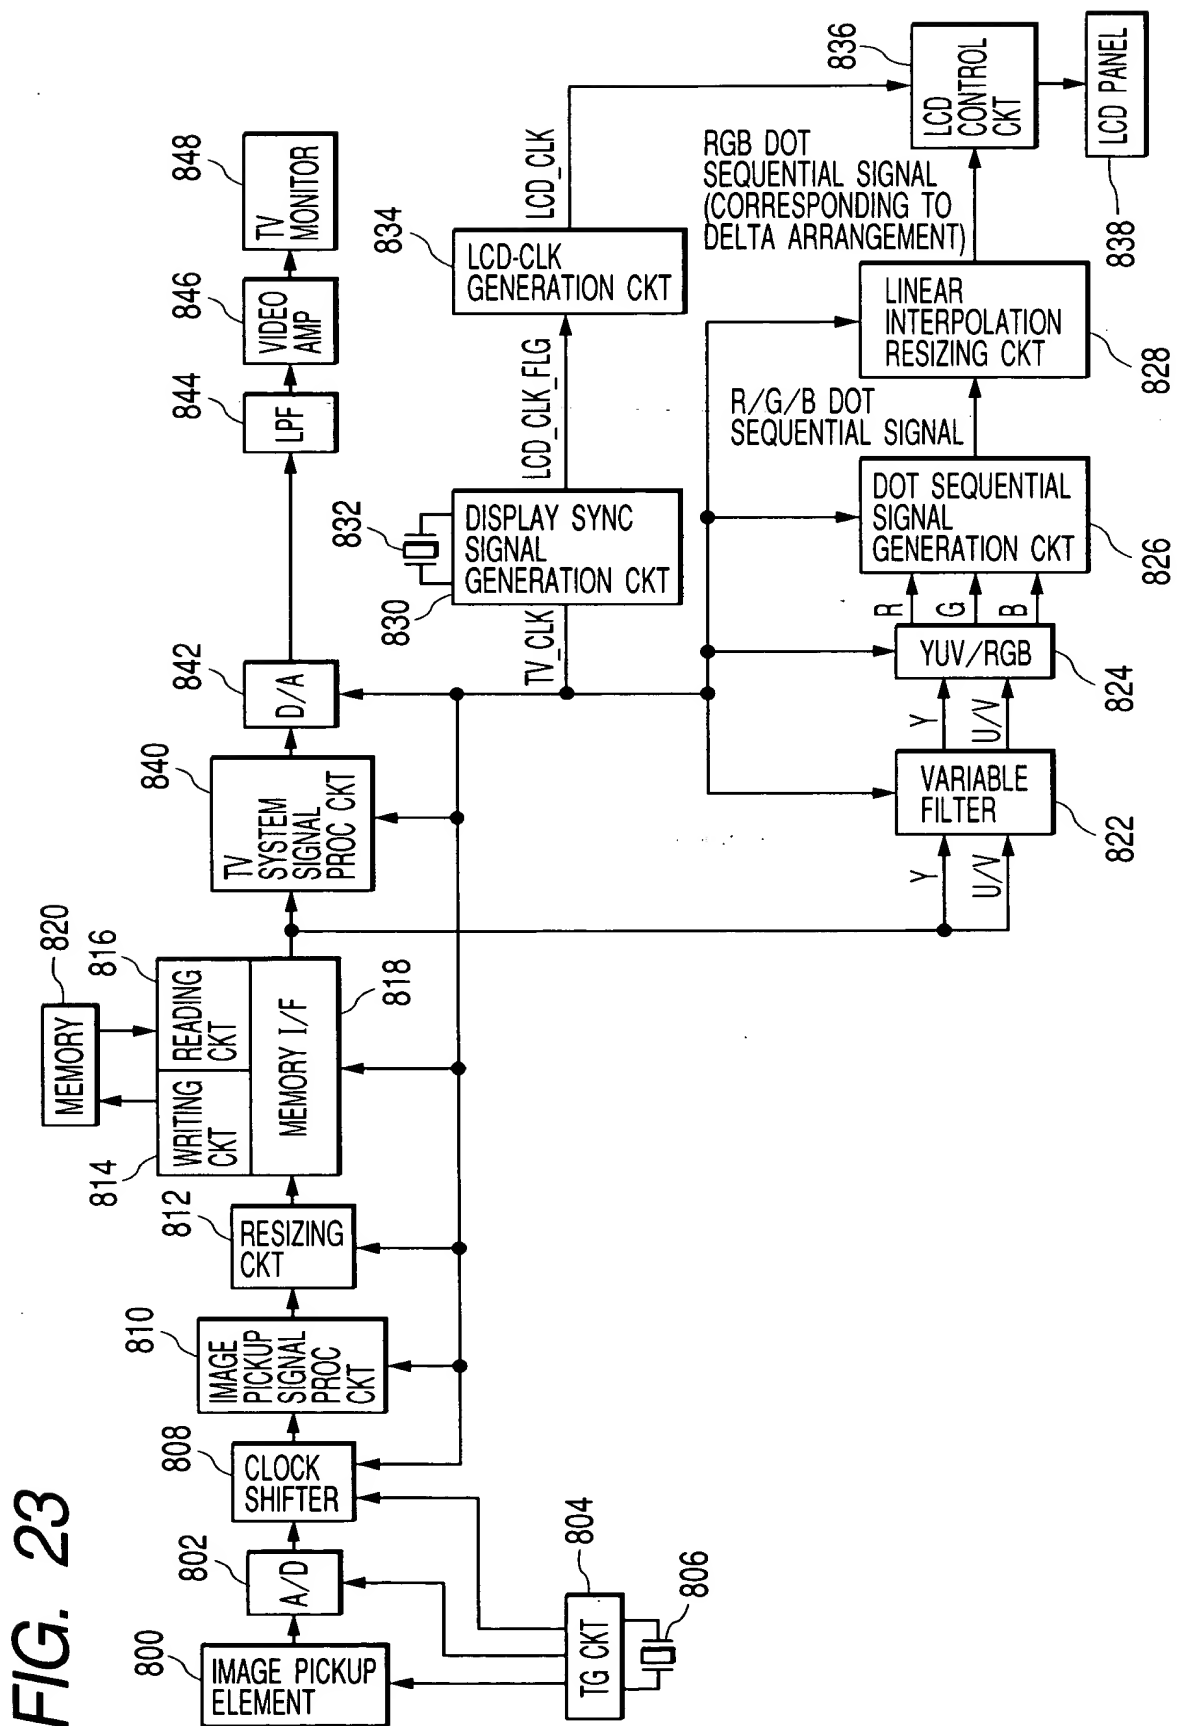 FIG. 23
800
IMAGE PICKUP
ELEMENT
802
A/D
804
TG CKT
806
808
CLOCK
SHIFTER
810
IMAGE
PICKUP
SIGNAL
PROC
CKT
812
RESIZING
CKT
814
WRITING
CKT
816
READING
CKT
MEMORY I/F
818
MEMORY
820
840
TV
SYSTEM
SIGNAL
PROC CKT
842
D/A
844
LPF
846
VIDEO
AMP
848
TV
MONITOR
TV_CLK
830
832
DISPLAY SYNC
SIGNAL
GENERATION CKT
LCD_CLK_FLG
834
LCD-CLK
GENERATION CKT
LCD_CLK
Y
U/V
VARIABLE
FILTER
822
Y
U/V
YUV/RGB
824
R
G
B
DOT SEQUENTIAL
SIGNAL
GENERATION CKT
826
R/G/B DOT
SEQUENTIAL SIGNAL
LINEAR
INTERPOLATION
RESIZING CKT
828
RGB DOT
SEQUENTIAL SIGNAL
(CORRESPONDING TO
DELTA ARRANGEMENT)
836
LCD
CONTROL
CKT
LCD PANEL
838